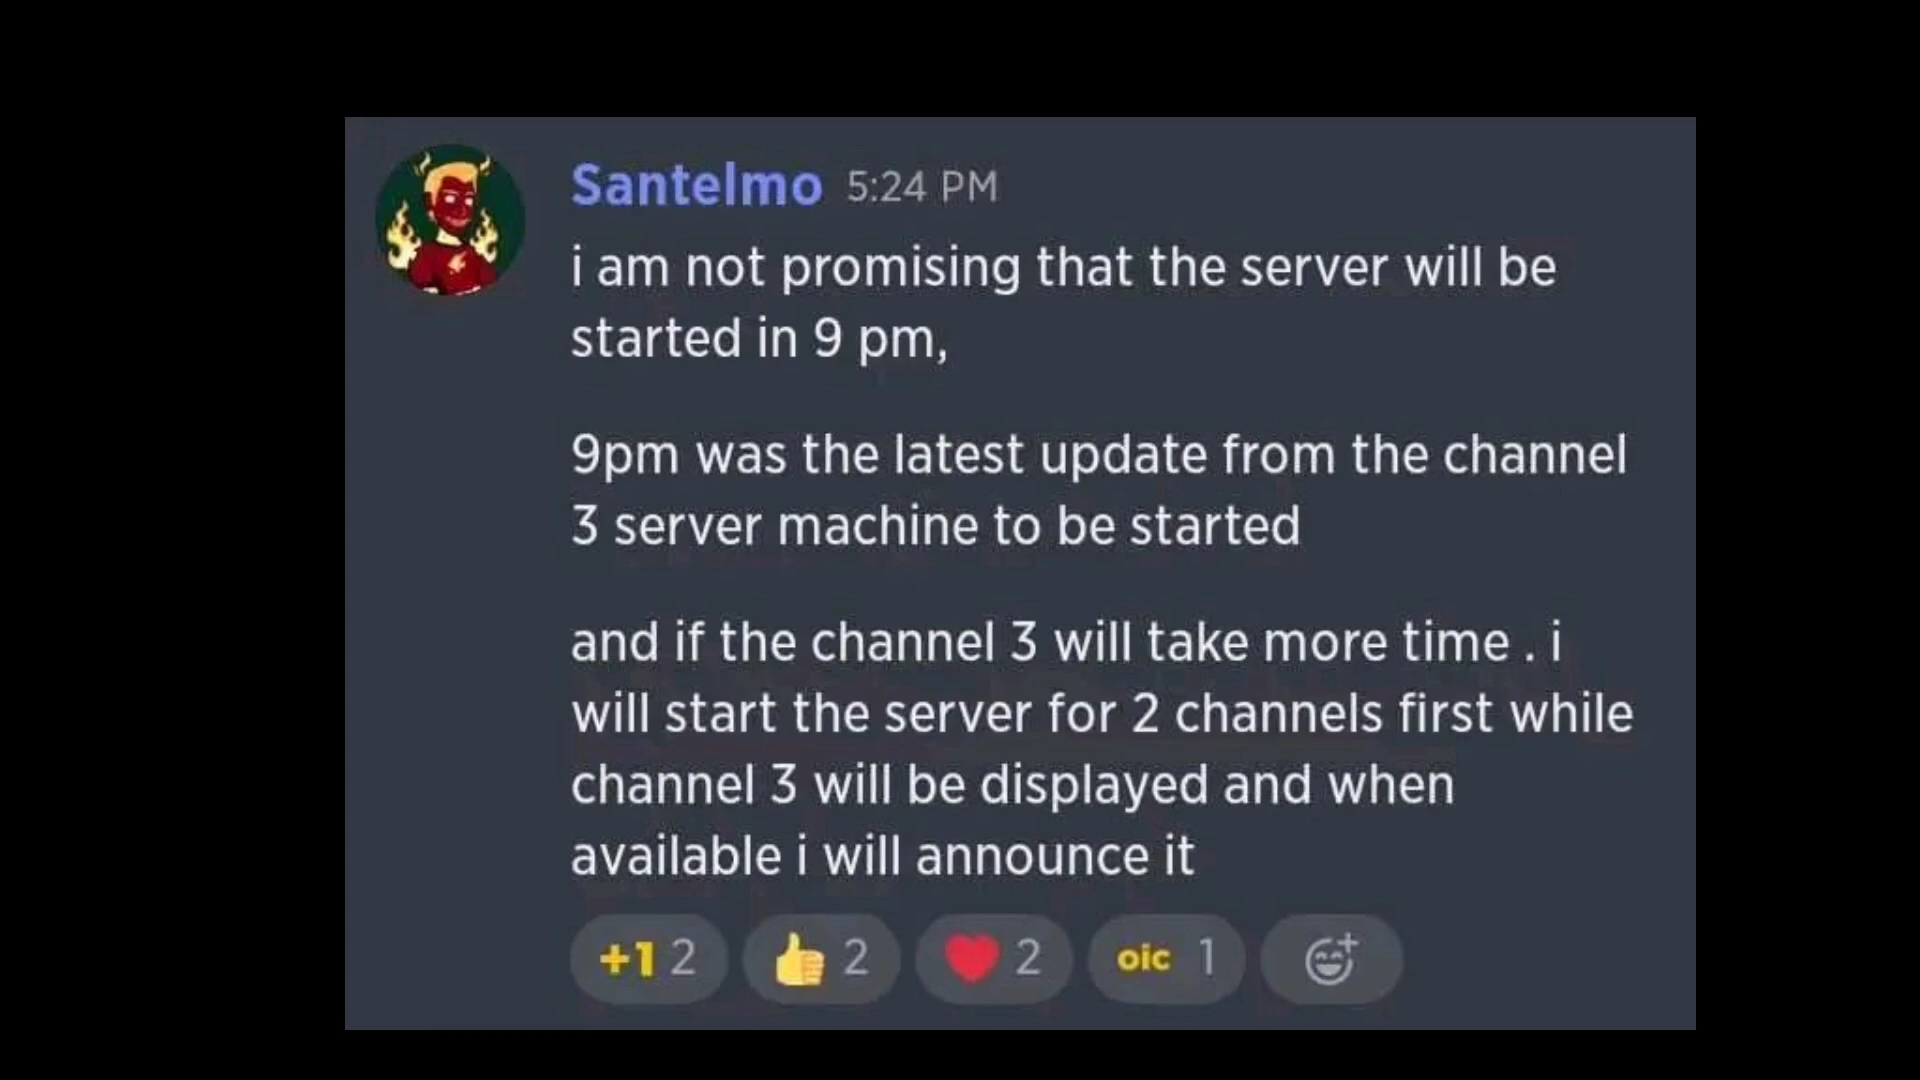 Santelmo 5:24 PM
i am not promising that the server will be
started in 9 pm,
9pm was the latest update from the channel
3 server machine to be started
and if the channel 3 will take more time . i
will start the server for 2 channels first while
channel 3 will be displayed and when
available i will announce it
+1 2 2 2 oic 1